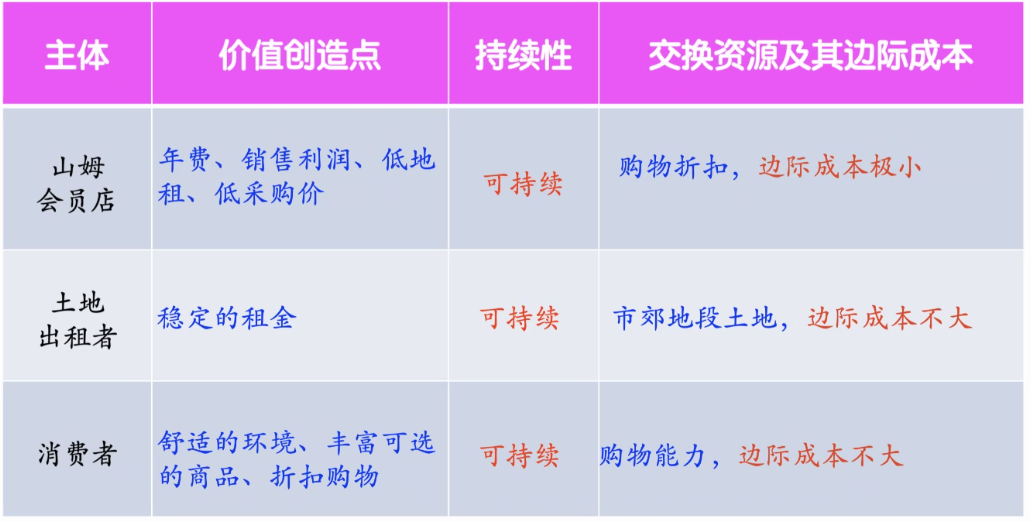 主体 价值创造点 持续性 交换资源及其边际成本
山姆
会员店
年费、销售利润、低地
租、低采购价
可持续
购物折扣，边际成本极小
土地
出租者
稳定的租金
可持续
市郊地段土地，边际成本不大
消费者
舒适的环境、丰富可选
的商品、折扣购物
可持续
购物能力，边际成本不大